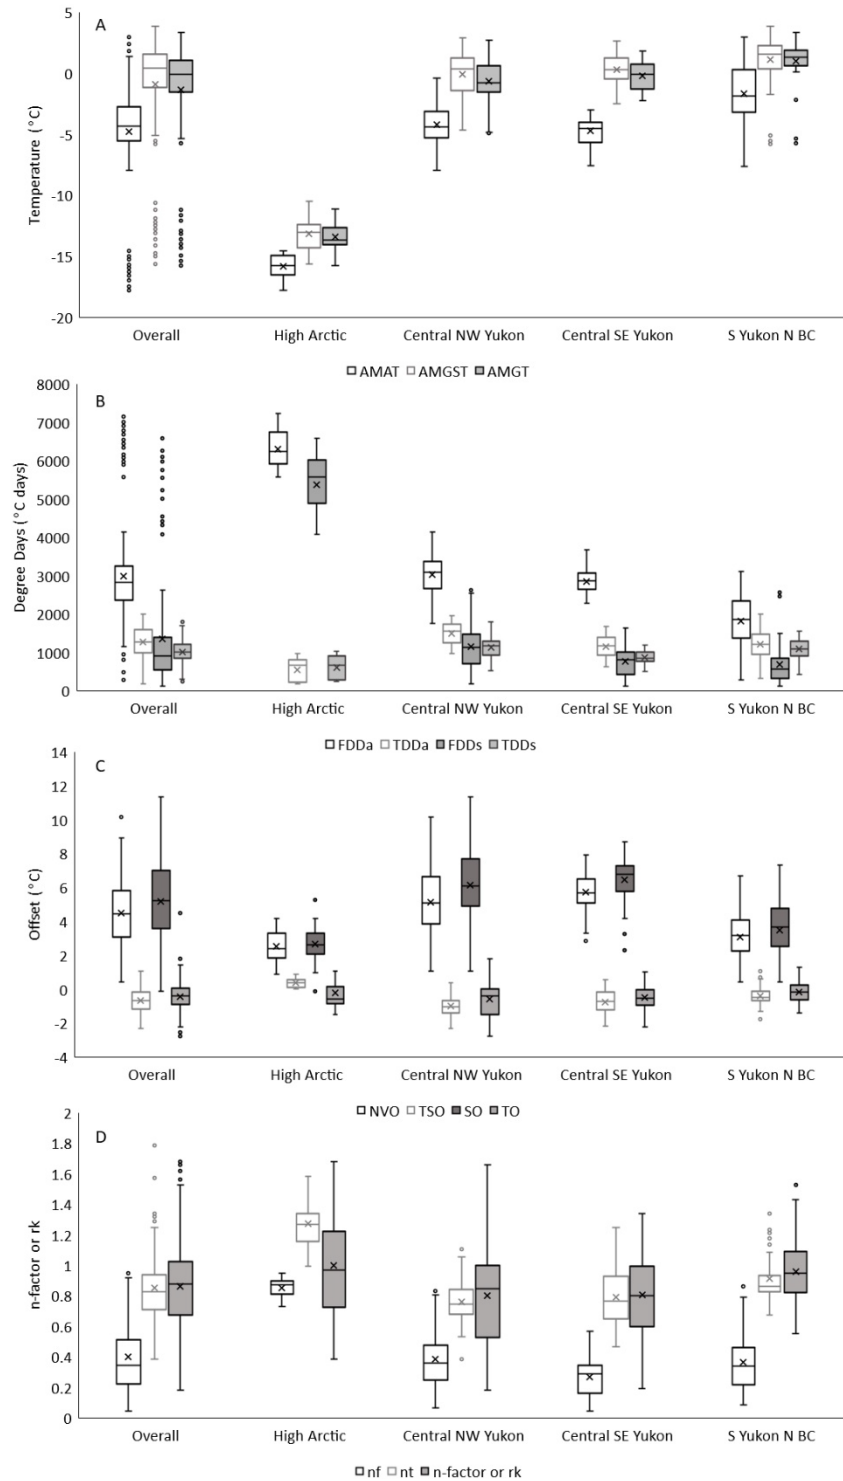 A
5
0
-5
-10
-15
-20
Temperature (°C)
Overall High Arctic Central NW Yukon Central SE Yukon S Yukon N BC
AMAT AMGST AMGT
B
8000
7000
6000
5000
4000
3000
2000
1000
0
Degree Days (°C days)
Overall High Arctic Central NW Yukon Central SE Yukon S Yukon N BC
FDDa TDDa FDDs TDDs
C
14
12
10
8
6
4
2
0
-2
-4
Offset (°C)
Overall High Arctic Central NW Yukon Central SE Yukon S Yukon N BC
NVO TSO SO TO
D
2
1.8
1.6
1.4
1.2
1
0.8
0.6
0.4
0.2
0
n-factor or rk
Overall High Arctic Central NW Yukon Central SE Yukon S Yukon N BC
nf nt n-factor or rk